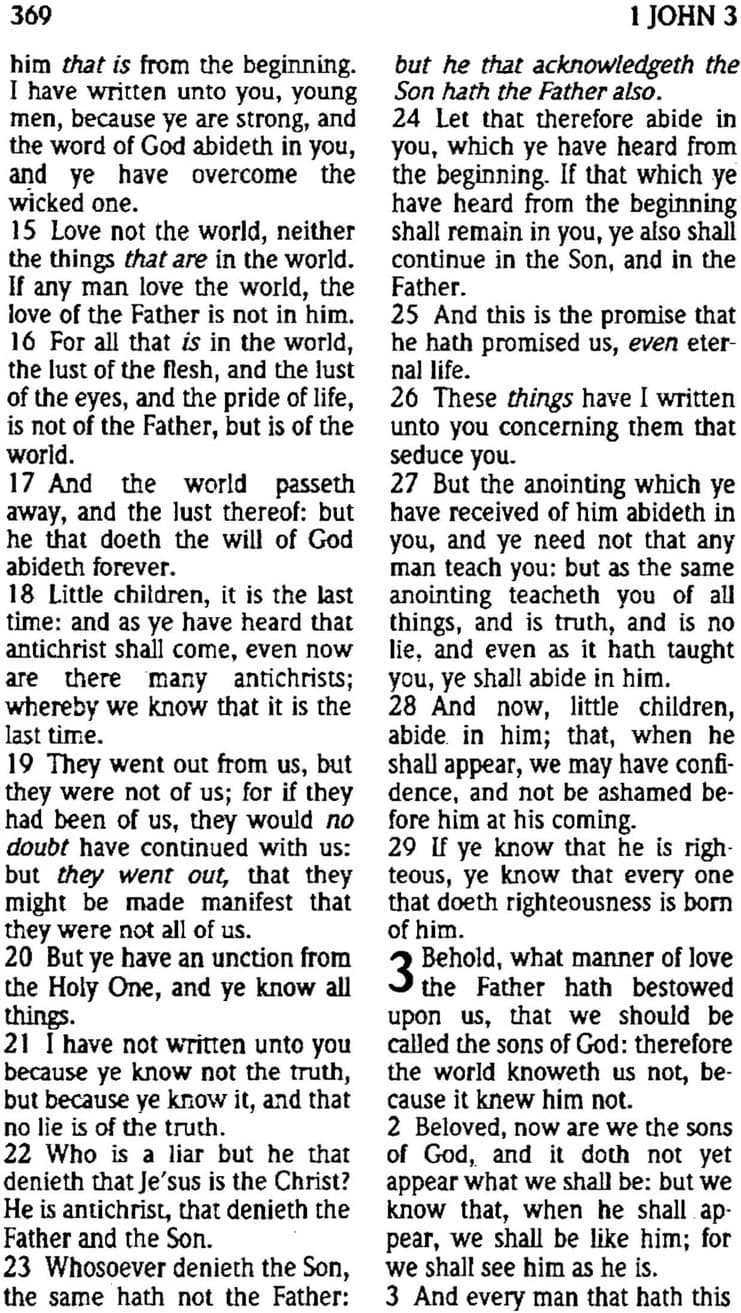 369
1 JOHN 3
him that is from the beginning.
I have written unto you, young
men, because ye are strong, and
the word of God abideth in you,
and ye have overcome the
wicked one.
15 Love not the world, neither
the things that are in the world.
If any man love the world, the
love of the Father is not in him.
16 For all that is in the world,
the lust of the flesh, and the lust
of the eyes, and the pride of life,
is not of the Father, but is of the
world.
17 And the world passeth
away, and the lust thereof: but
he that doeth the will of God
abideth forever.
18 Little children, it is the last
time: and as ye have heard that
antichrist shall come, even now
are there many antichrists;
whereby we know that it is the
last time.
19 They went out from us, but
they were not of us; for if they
had been of us, they would no
doubt have continued with us:
but they went out, that they
might be made manifest that
they were not all of us.
20 But ye have an unction from
the Holy One, and ye know all
things.
21 I have not written unto you
because ye know not the truth,
but because ye know it, and that
no lie is of the truth.
22 Who is a liar but he that
denieth that Je'sus is the Christ?
He is antichrist, that denieth the
Father and the Son.
23 Whosoever denieth the Son,
the same hath not the Father:
but he that acknowledgeth the
Son hath the Father also.
24 Let that therefore abide in
you, which ye have heard from
the beginning. If that which ye
have heard from the beginning
shall remain in you, ye also shall
continue in the Son, and in the
Father.
25 And this is the promise that
he hath promised us, even eter-
nal life.
26 These things have I written
unto you concerning them that
seduce you.
27 But the anointing which ye
have received of him abideth in
you, and ye need not that any
man teach you: but as the same
anointing teacheth you of all
things, and is truth, and is no
lie, and even as it hath taught
you, ye shall abide in him.
28 And now, little children,
abide in him; that, when he
shall appear, we may have confi-
dence, and not be ashamed be-
fore him at his coming.
29 If ye know that he is righ-
teous, ye know that every one
that doeth righteousness is born
of him.
3 Behold, what manner of love
the Father hath bestowed
upon us, that we should be
called the sons of God: therefore
the world knoweth us not, be-
cause it knew him not.
2 Beloved, now are we the sons
of God, and it doth not yet
appear what we shall be: but we
know that, when he shall ap-
pear, we shall be like him; for
we shall see him as he is.
3 And every man that hath this